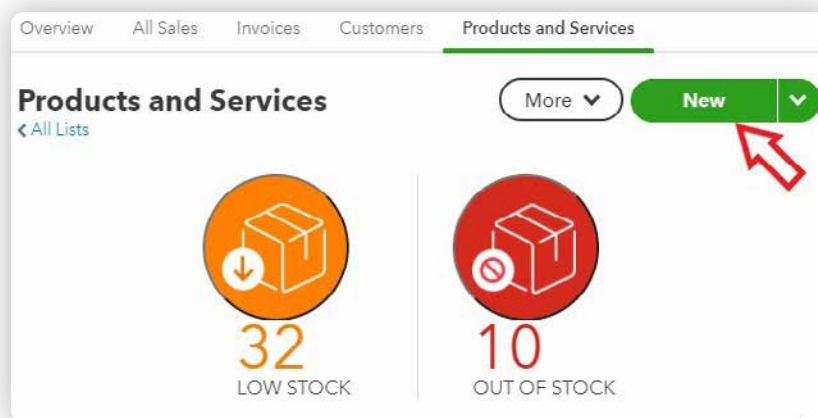 Overview All Sales Invoices Customers Products and Services
Products and Services More New
All Lists
32 10
LOW STOCK OUT OF STOCK